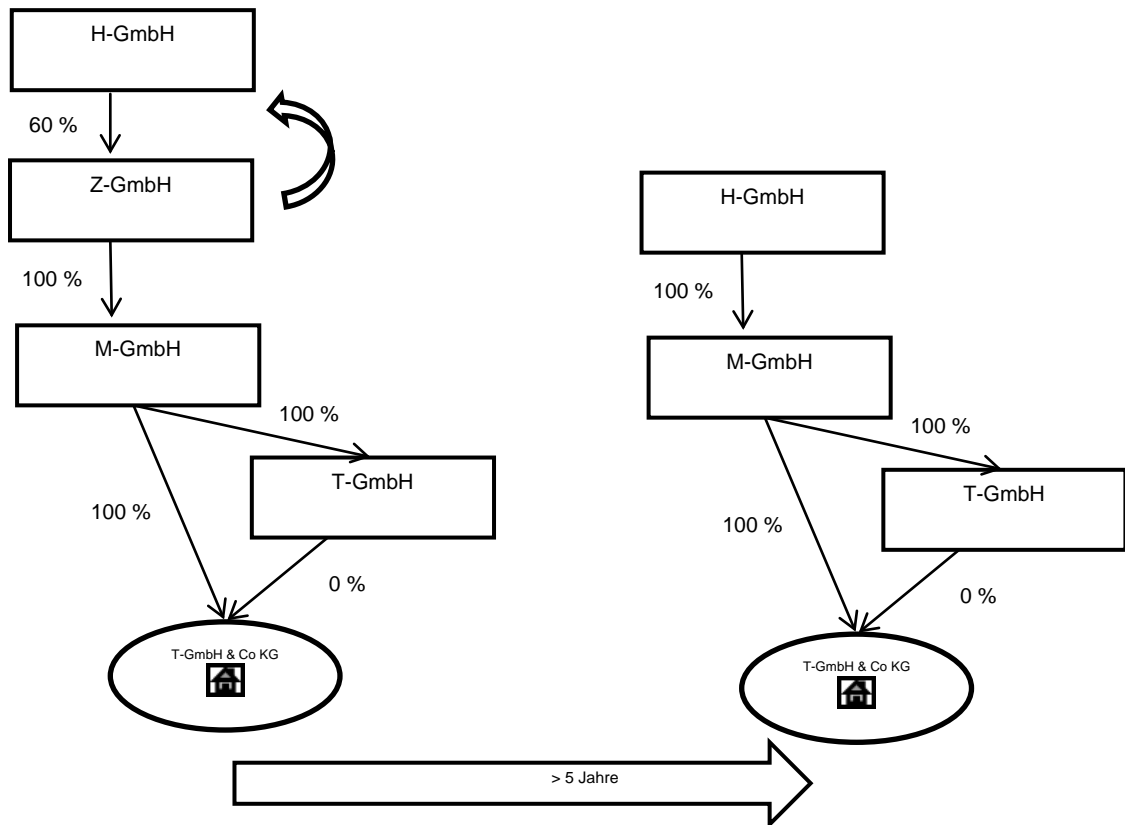 H-GmbH
60 %
Z-GmbH
100 %
M-GmbH
100 %
T-GmbH
100 %
0 %
T-GmbH & Co KG
H-GmbH
100 %
M-GmbH
100 %
T-GmbH
100 %
0 %
T-GmbH & Co KG
> 5 Jahre